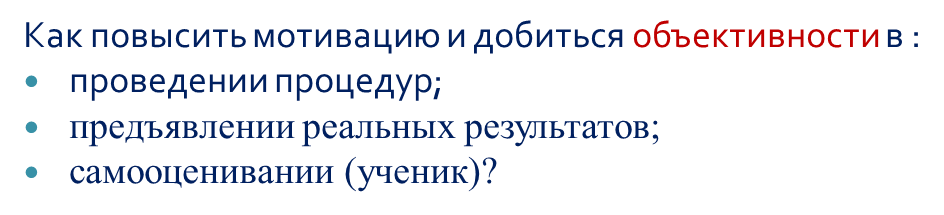 Как повысить мотивацию и добиться объективности в :
• проведении процедур;
• предъявлении реальных результатов;
• самооценивании (ученик)?